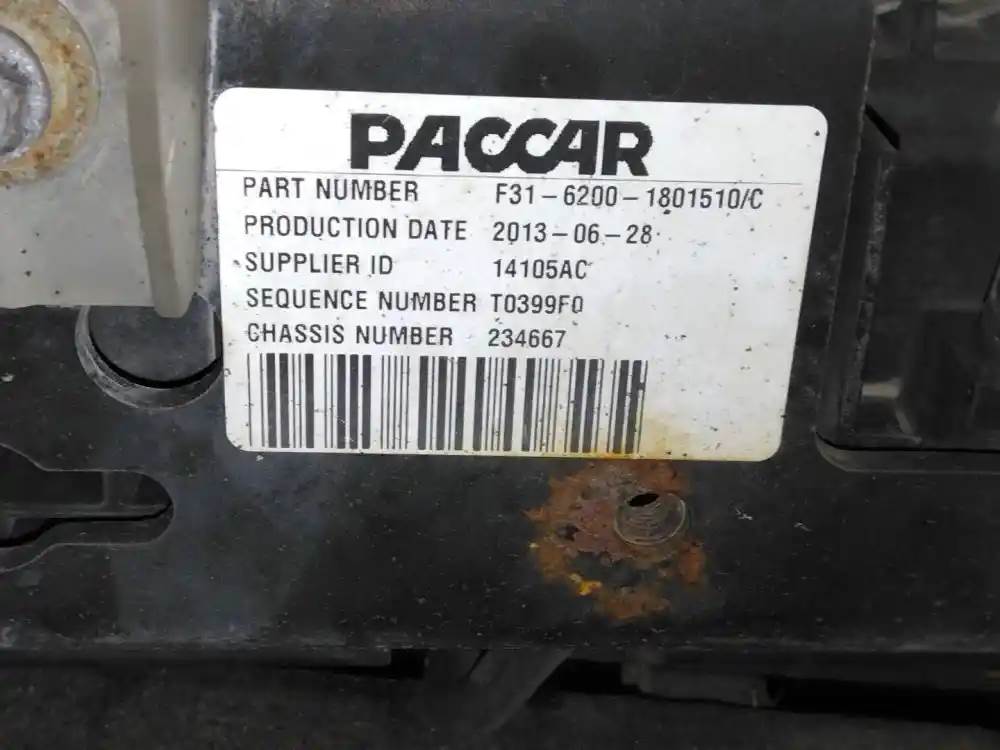 PACCAR
PART NUMBER F31-6200-1801510/C
PRODUCTION DATE 2013-06-28
SUPPLIER ID 14105AC
SEQUENCE NUMBER T0399F0
CHASSIS NUMBER 234667